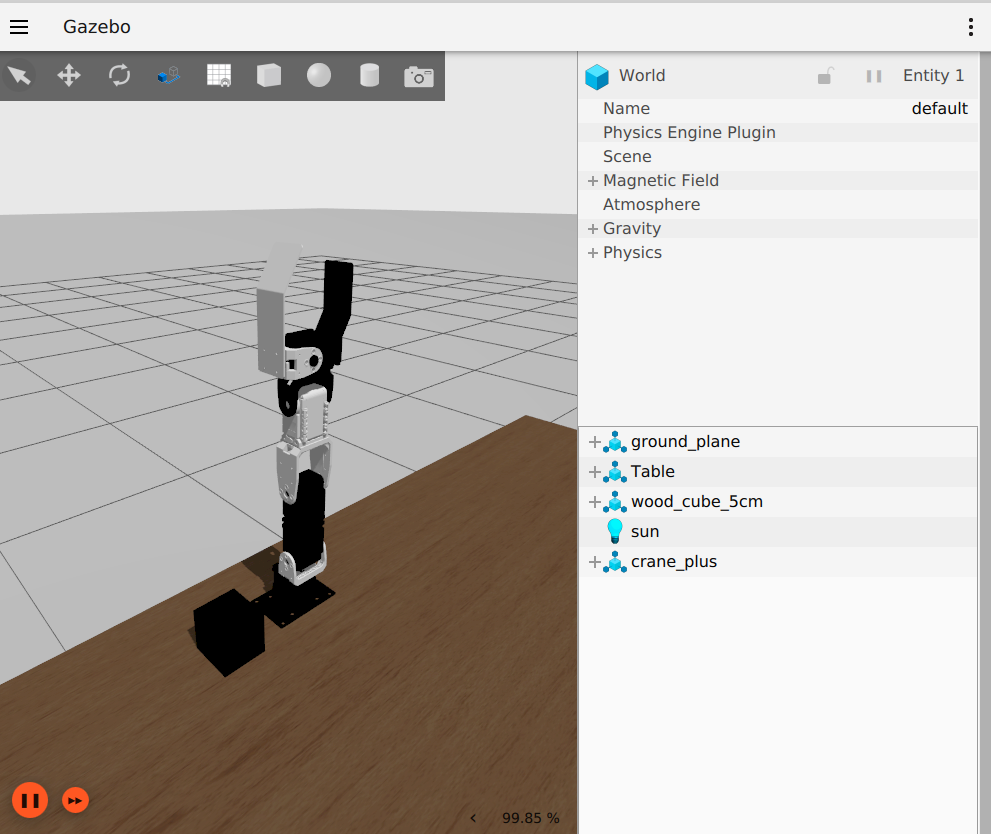 Gazebo
World
Entity 1
Name
default
Physics Engine Plugin
Scene
Magnetic Field
Atmosphere
Gravity
Physics
ground_plane
Table
wood_cube_5cm
sun
crane_plus
99.85 %